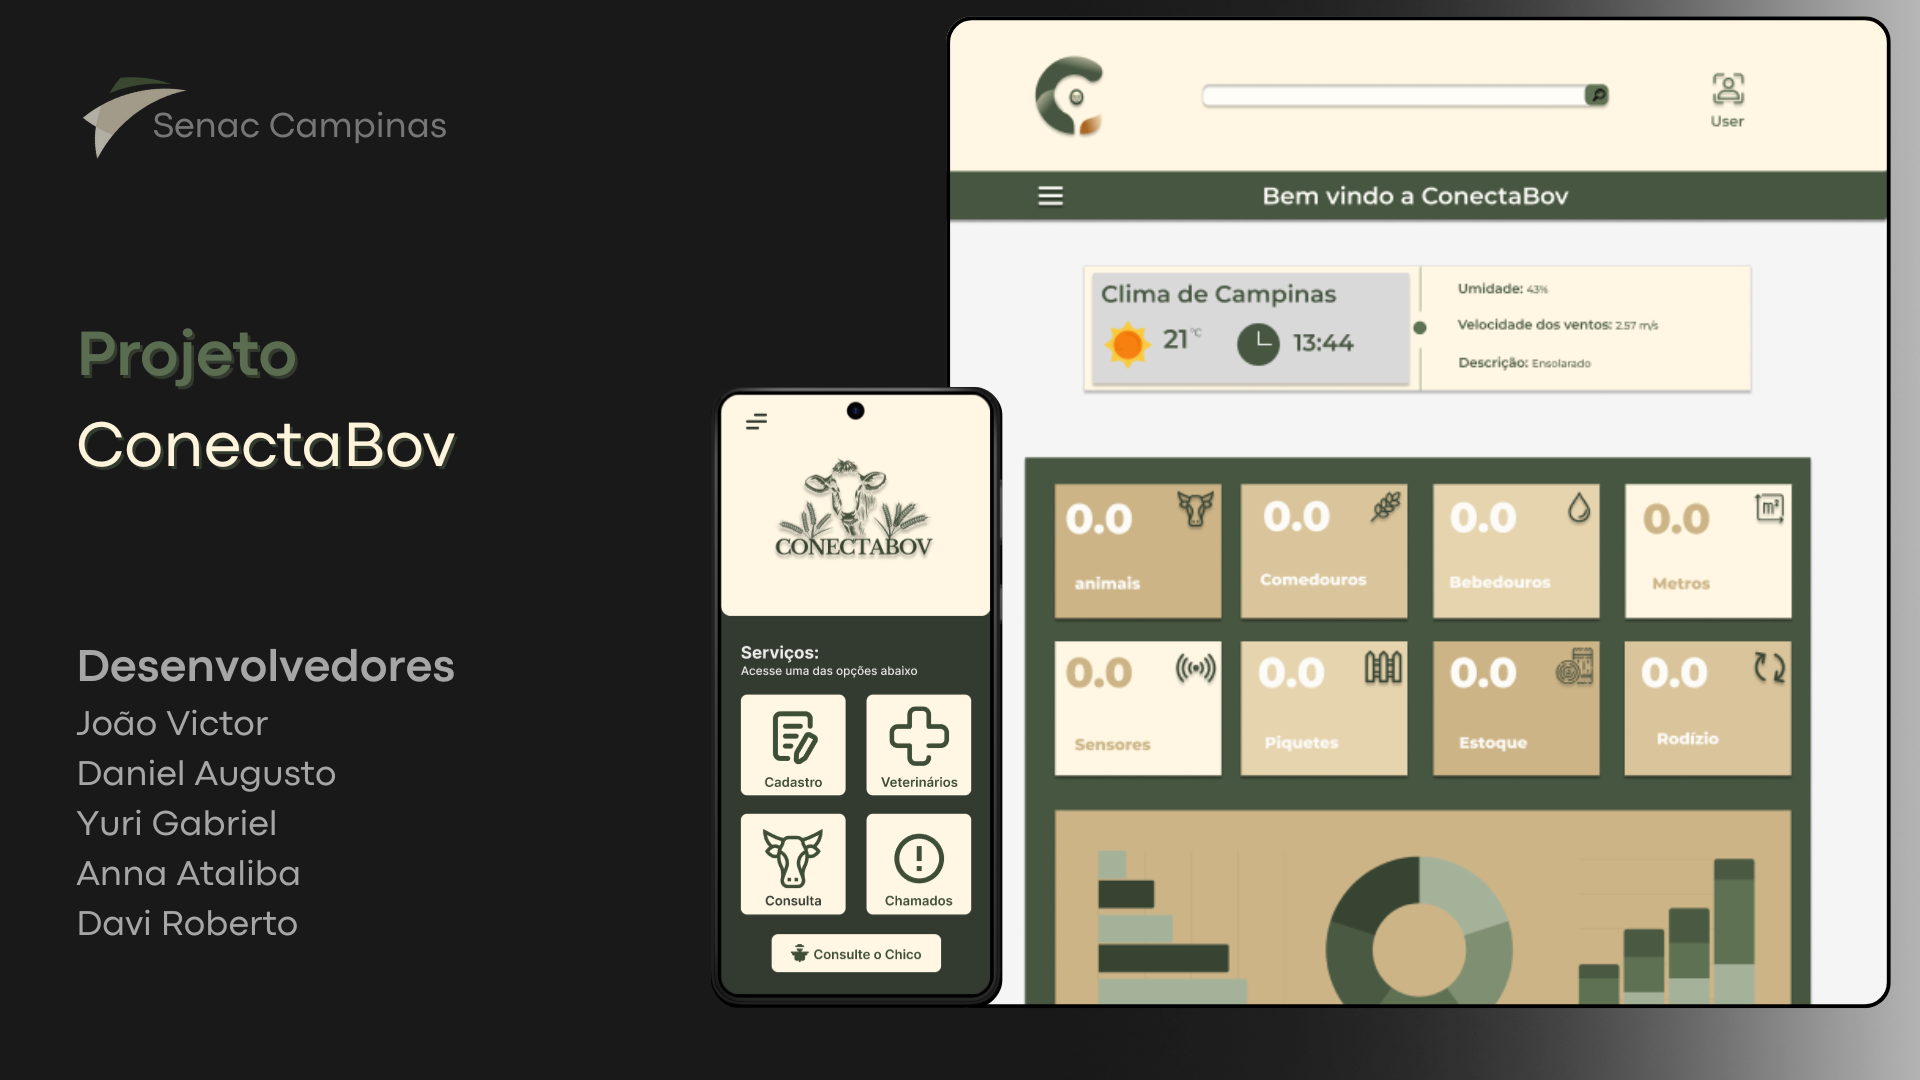 Senac Campinas
Projeto
ConectaBov
Desenvolvedores
João Victor
Daniel Augusto
Yuri Gabriel
Anna Ataliba
Davi Roberto
CONECTABOV
Serviços:
Acesse uma das opções abaixo
Cadastro
Veterinários
Consulta
Chamados
Consulte o Chico
User
Bem vindo a ConectaBov
Clima de Campinas
21°C
13:44
Umidade: 43%
Velocidade dos ventos: 2.57 m/s
Descrição: Ensolarado
0.0
animais
0.0
Comedouros
0.0
Bebedouros
0.0
m²
Metros
0.0
Sensores
0.0
Piquetes
0.0
Estoque
0.0
Rodízio